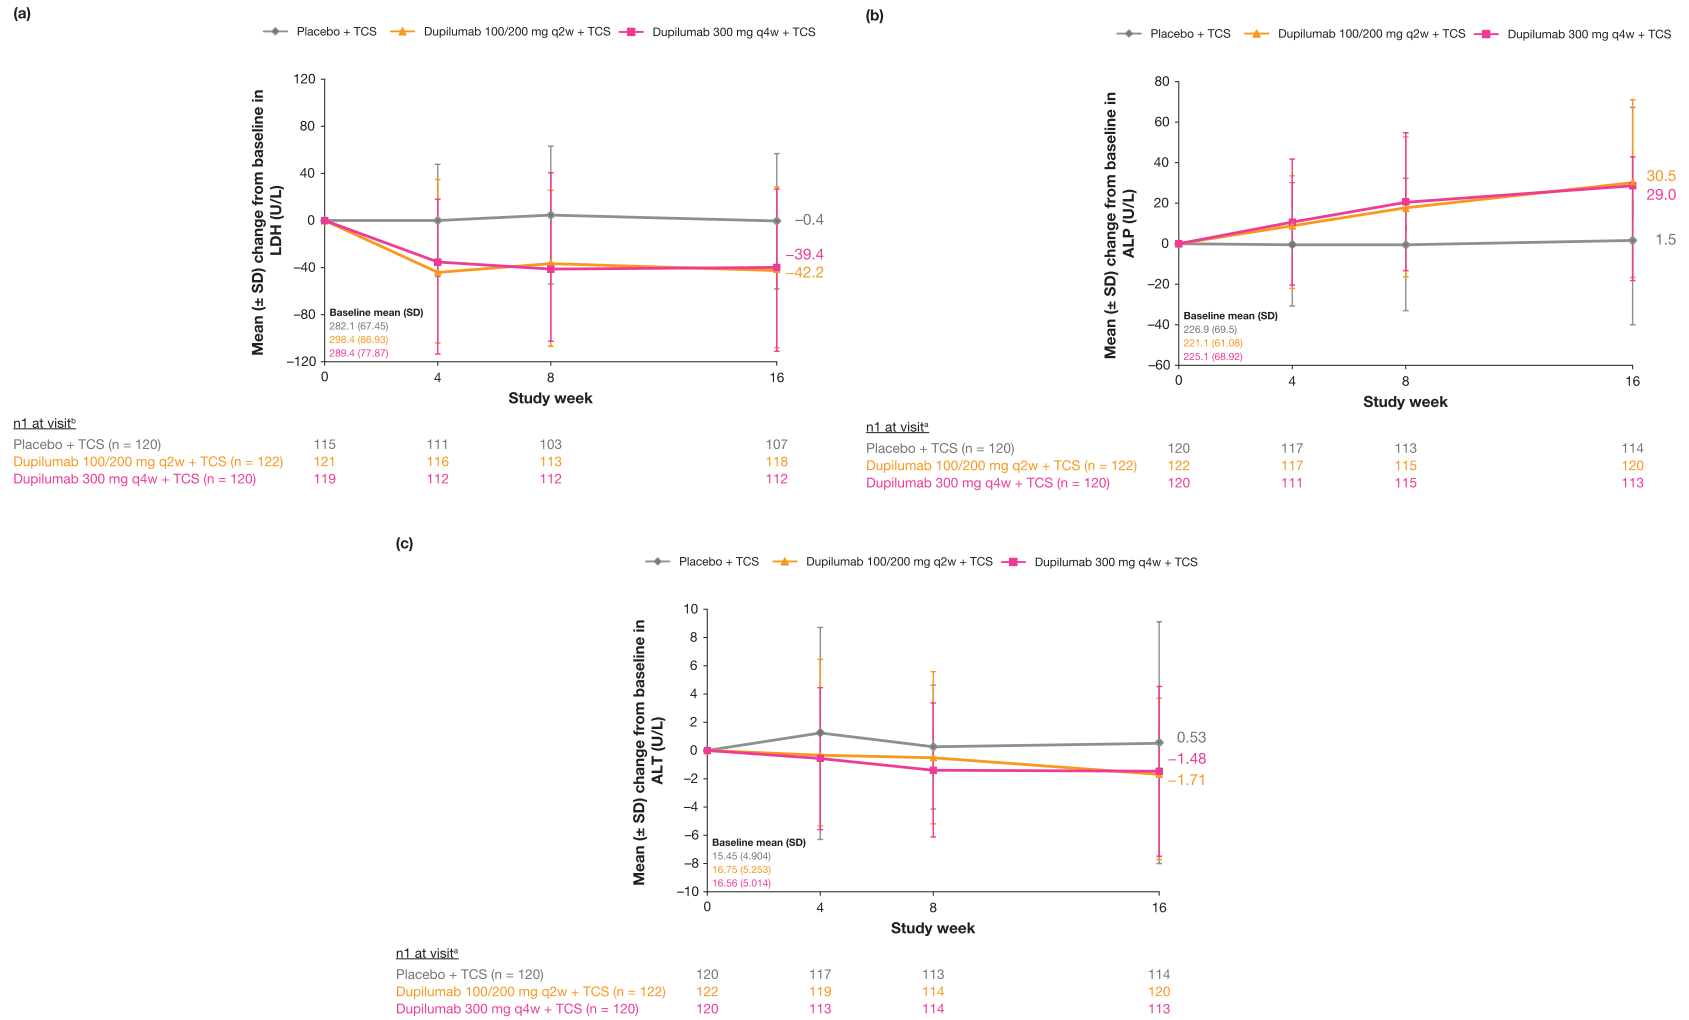 (a)
Placebo + TCS Dupilumab 100/200 mg q2w + TCS Dupilumab 300 mg q4w + TCS
Mean (± SD) change from baseline in
LDH (U/L)
120
80
40
0
−40
−80
−120
−0.4
−39.4
−42.2
Baseline mean (SD)
282.1 (67.45)
298.4 (86.93)
289.4 (77.87)
0 4 8 16
Study week
n1 at visitᵇ
Placebo + TCS (n = 120) 115 111 103 107
Dupilumab 100/200 mg q2w + TCS (n = 122) 121 116 113 118
Dupilumab 300 mg q4w + TCS (n = 120) 119 112 112 112
(b)
Placebo + TCS Dupilumab 100/200 mg q2w + TCS Dupilumab 300 mg q4w + TCS
Mean (± SD) change from baseline in
ALP (U/L)
80
60
40
20
0
−20
−40
−60
30.5
29.0
1.5
Baseline mean (SD)
226.9 (69.5)
221.1 (61.08)
225.1 (68.92)
0 4 8 16
Study week
n1 at visitᵃ
Placebo + TCS (n = 120) 120 117 113 114
Dupilumab 100/200 mg q2w + TCS (n = 122) 122 117 115 120
Dupilumab 300 mg q4w + TCS (n = 120) 120 111 115 113
(c)
Placebo + TCS Dupilumab 100/200 mg q2w + TCS Dupilumab 300 mg q4w + TCS
Mean (± SD) change from baseline in
ALT (U/L)
10
8
6
4
2
0
−2
−4
−6
−8
−10
0.53
−1.48
−1.71
Baseline mean (SD)
15.45 (4.904)
16.75 (5.253)
16.56 (5.014)
0 4 8 16
Study week
n1 at visitᵃ
Placebo + TCS (n = 120) 120 117 113 114
Dupilumab 100/200 mg q2w + TCS (n = 122) 122 119 114 120
Dupilumab 300 mg q4w + TCS (n = 120) 120 113 114 113